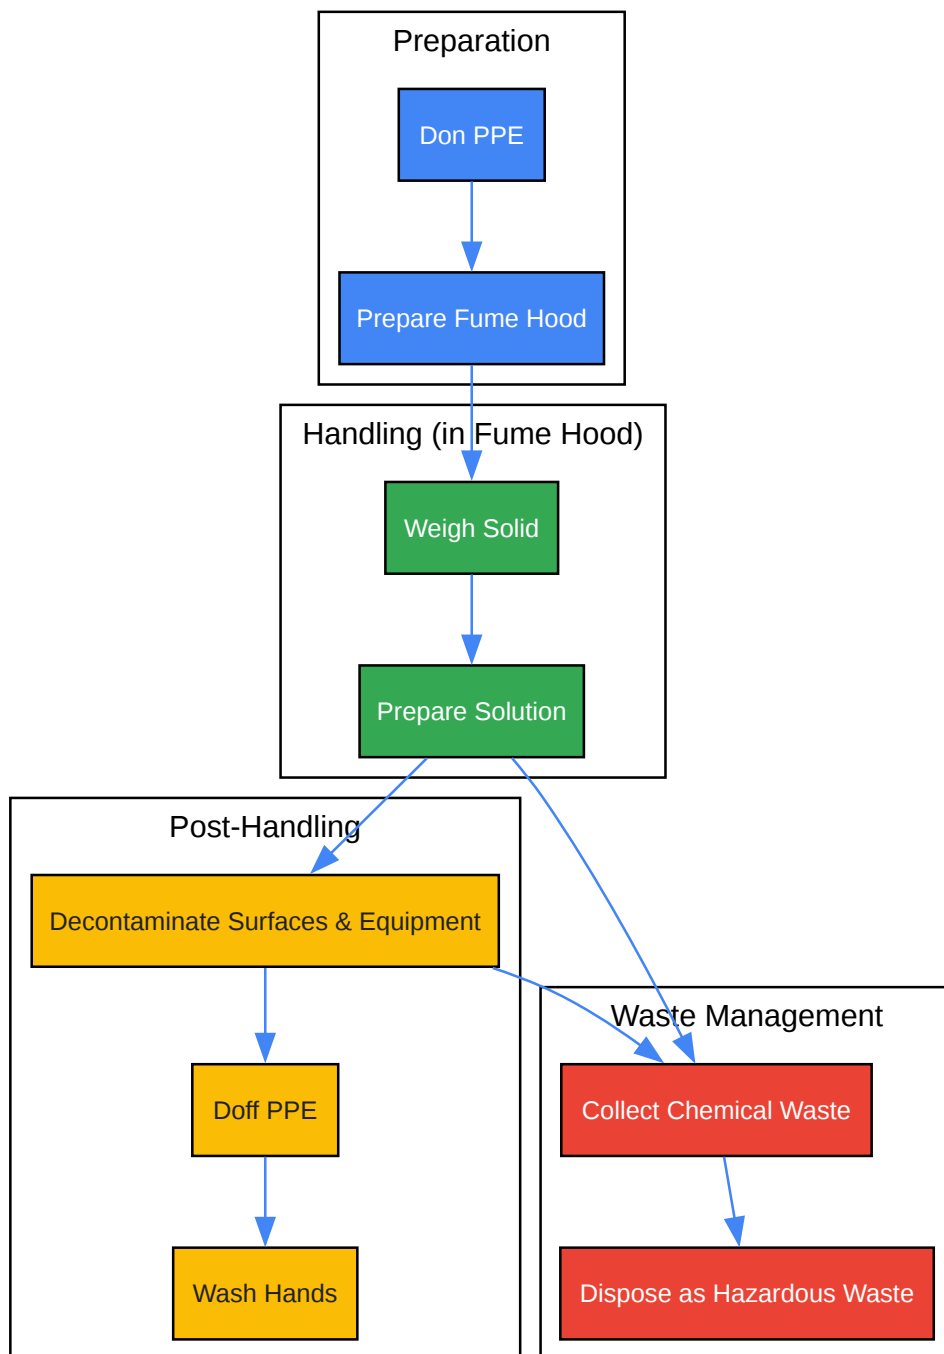 Preparation
Don PPE
Prepare Fume Hood
Handling (in Fume Hood)
Weigh Solid
Prepare Solution
Post-Handling
Decontaminate Surfaces & Equipment
Doff PPE
Wash Hands
Waste Management
Collect Chemical Waste
Dispose as Hazardous Waste